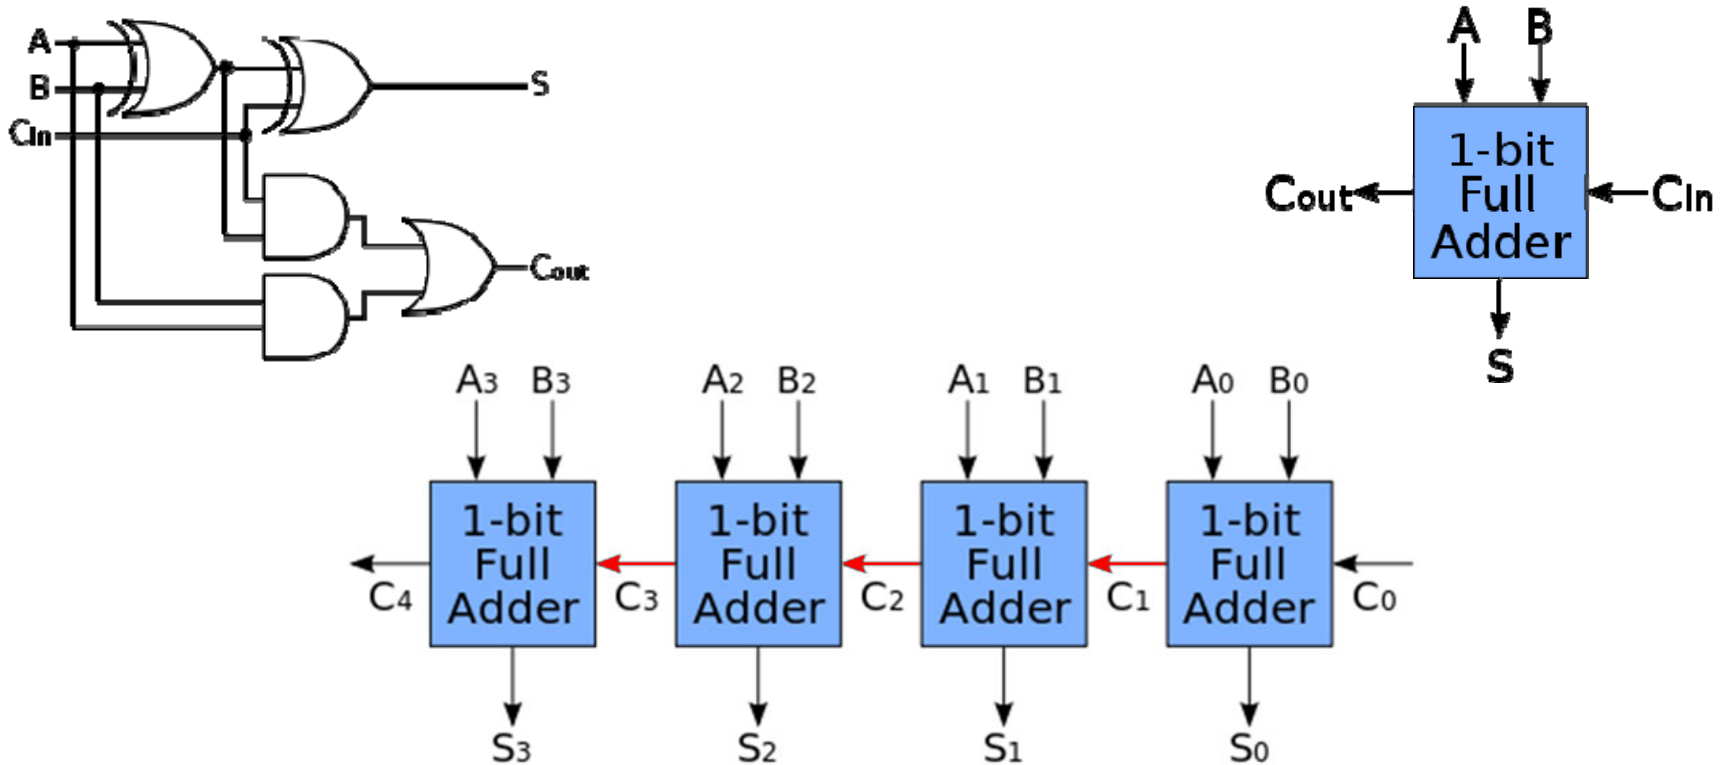 A
B
CIn
S
Cout
A B
1-bit
Full
Adder
Cout
CIn
S
A3 B3 A2 B2 A1 B1 A0 B0
1-bit 1-bit 1-bit 1-bit
Full Full Full Full
Adder Adder Adder Adder
C4 C3 C2 C1 C0
S3 S2 S1 S0